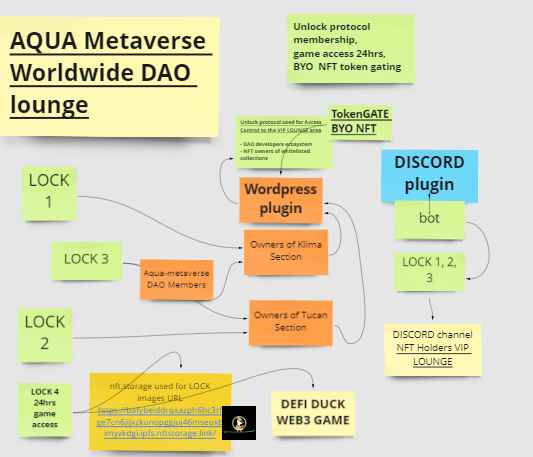 AQUA Metaverse
Worldwide DAO
lounge
Unlock protocol
membership,
game access 24hrs,
BYO NFT token gating
Unlock protocol used for Access
Control to the VIP LOUNGE area
- DAO developers ecosystem
- NFT owners of whitelisted
collections
TokenGATE
BYO NFT
Wordpress
plugin
DISCORD
plugin
bot
LOCK
1
LOCK 3
Aqua-metaverse
DAO Members
Owners of Klima
Section
LOCK 1, 2,
3
LOCK
2
Owners of Tucan
Section
DISCORD channel
NFT Holders VIP
LOUNGE
LOCK 4
24hrs
game
access
nft.storage used for LOCK
images URL
imyzkdgi.ipfs.nftstorage.link/
DEFI DUCK
WEB3 GAME